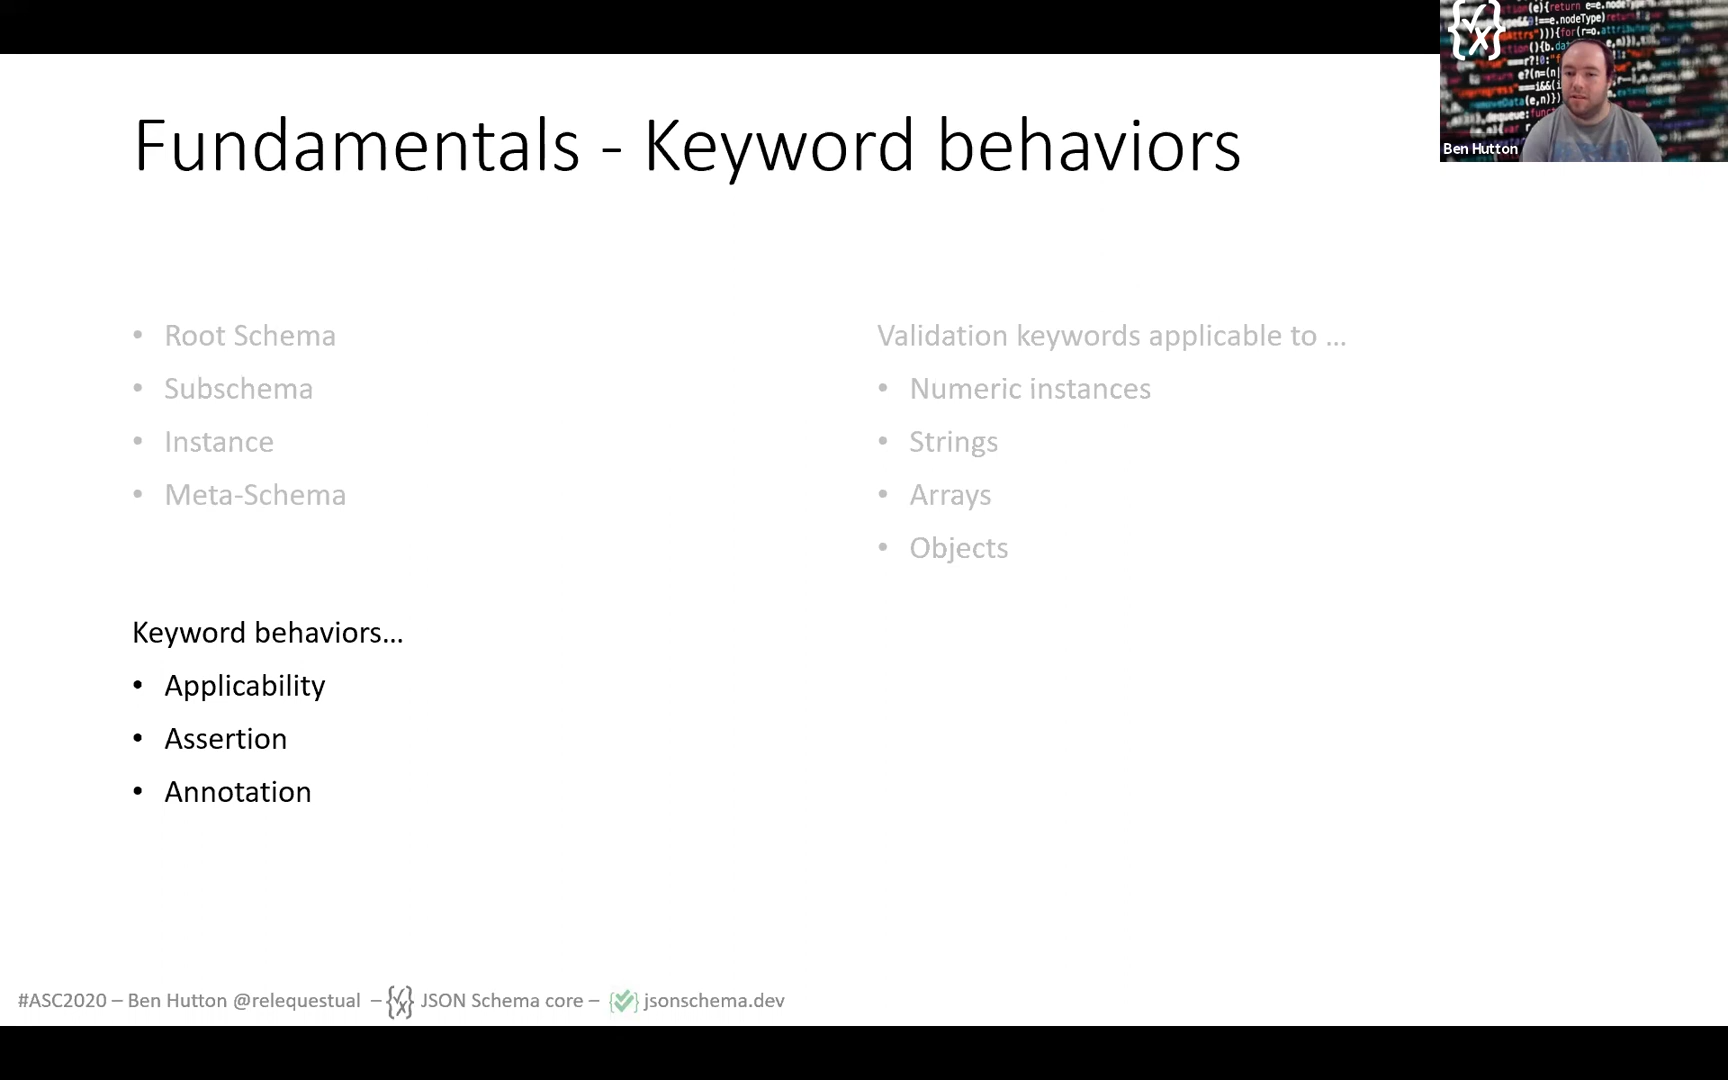 Fundamentals - Keyword behaviors
• Root Schema
• Subschema
• Instance
• Meta-Schema
Keyword behaviors...
• Applicability
• Assertion
• Annotation
Validation keywords applicable to ...
• Numeric instances
• Strings
• Arrays
• Objects
#ASC2020 – Ben Hutton @relequestual – JSON Schema core – jsonschema.dev
Ben Hutton